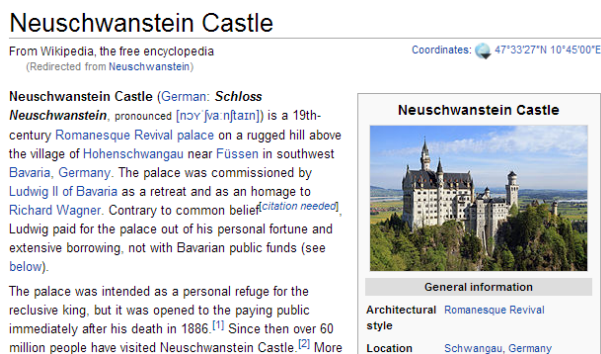 Neuschwanstein Castle
From Wikipedia, the free encyclopedia
Coordinates: 47°33′27″N 10°45′00″E
(Redirected from Neuschwanstein)
Neuschwanstein Castle (German: Schloss
Neuschwanstein, pronounced [nɔʏˈʃvaːnʃtaɪn]) is a 19th-
century Romanesque Revival palace on a rugged hill above
the village of Hohenschwangau near Füssen in southwest
Bavaria, Germany. The palace was commissioned by
Ludwig II of Bavaria as a retreat and as an homage to
Richard Wagner. Contrary to common belief[citation needed],
Ludwig paid for the palace out of his personal fortune and
extensive borrowing, not with Bavarian public funds (see
below).
The palace was intended as a personal refuge for the
reclusive king, but it was opened to the paying public
immediately after his death in 1886.[1] Since then over 60
million people have visited Neuschwanstein Castle.[2] More
Neuschwanstein Castle
General information
Architectural style Romanesque Revival
Location Schwangau, Germany